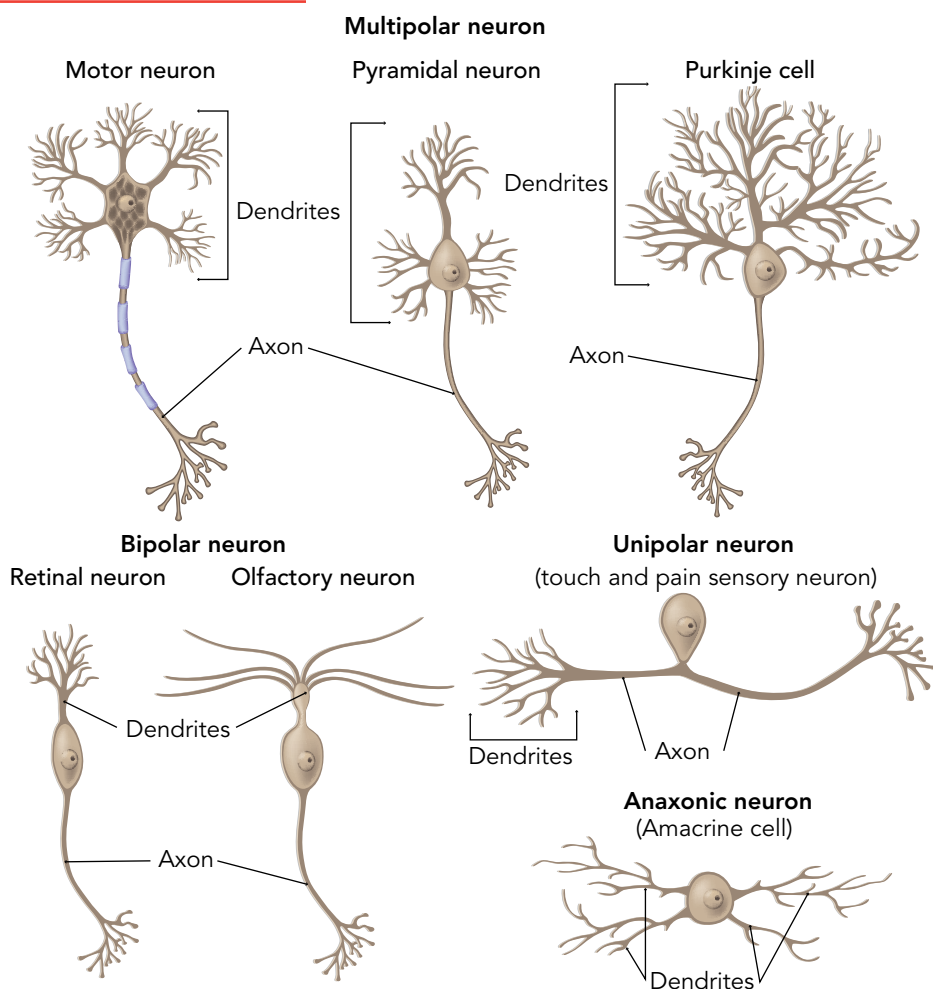 Multipolar neuron
Motor neuron
Pyramidal neuron
Purkinje cell
Dendrites
Dendrites
Axon
Axon
Bipolar neuron
Retinal neuron
Olfactory neuron
Dendrites
Axon
Unipolar neuron
(touch and pain sensory neuron)
Dendrites
Axon
Anaxonic neuron
(Amacrine cell)
Dendrites